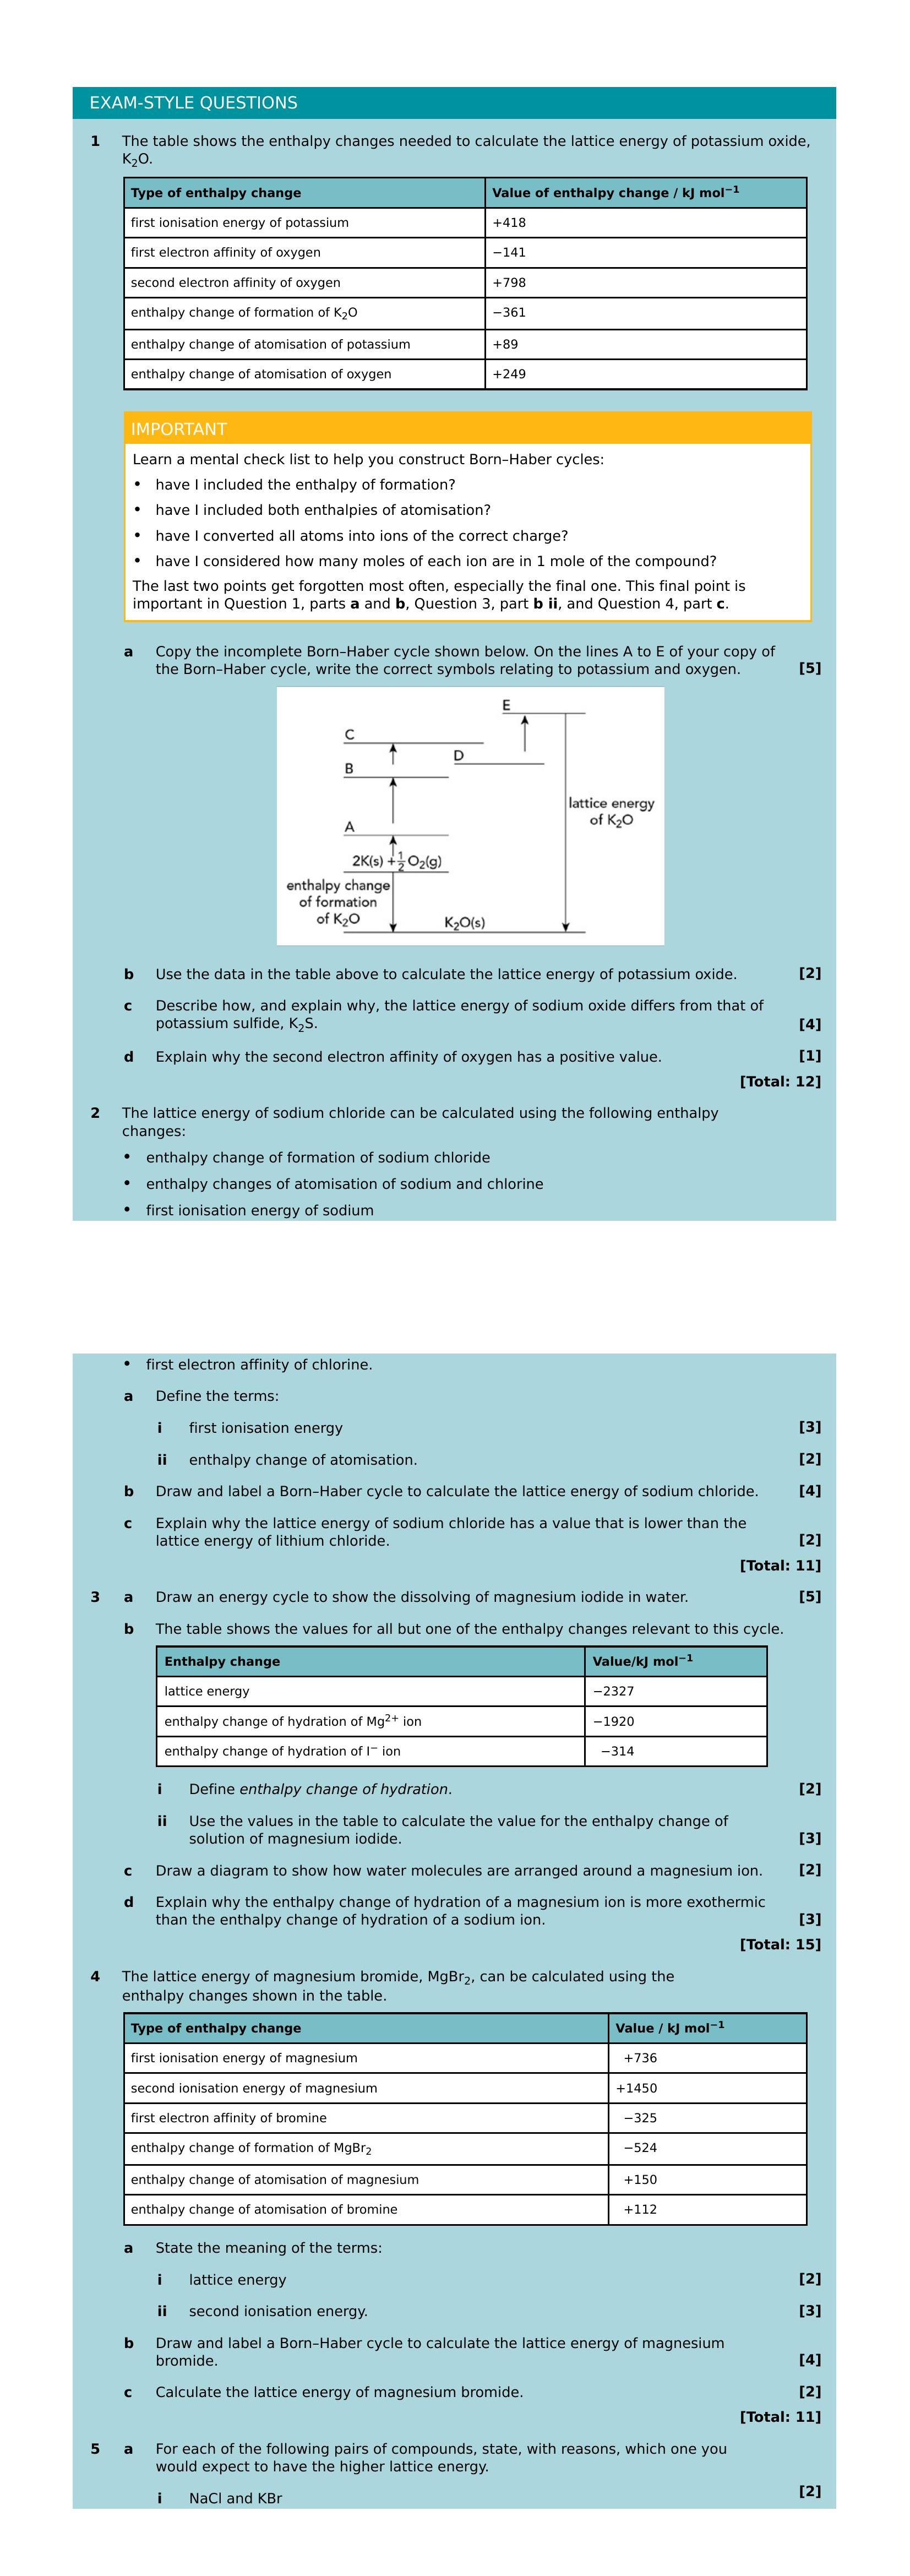 EXAM-STYLE QUESTIONS
1 The table shows the enthalpy changes needed to calculate the lattice energy of potassium oxide,
K₂O.
Type of enthalpy change Value of enthalpy change / kJ mol⁻¹
first ionisation energy of potassium +418
first electron affinity of oxygen −141
second electron affinity of oxygen +798
enthalpy change of formation of K₂O −361
enthalpy change of atomisation of potassium +89
enthalpy change of atomisation of oxygen +249
IMPORTANT
Learn a mental check list to help you construct Born–Haber cycles:
• have I included the enthalpy of formation?
• have I included both enthalpies of atomisation?
• have I converted all atoms into ions of the correct charge?
• have I considered how many moles of each ion are in 1 mole of the compound?
The last two points get forgotten most often, especially the final one. This final point is
important in Question 1, parts a and b, Question 3, part b ii, and Question 4, part c.
a Copy the incomplete Born–Haber cycle shown below. On the lines A to E of your copy of
the Born–Haber cycle, write the correct symbols relating to potassium and oxygen. [5]
E
C
D
B
lattice energy
of K₂O
A
2K(s) + ½ O₂(g)
enthalpy change
of formation
of K₂O
K₂O(s)
b Use the data in the table above to calculate the lattice energy of potassium oxide. [2]
c Describe how, and explain why, the lattice energy of sodium oxide differs from that of
potassium sulfide, K₂S. [4]
d Explain why the second electron affinity of oxygen has a positive value. [1]
[Total: 12]
2 The lattice energy of sodium chloride can be calculated using the following enthalpy
changes:
• enthalpy change of formation of sodium chloride
• enthalpy changes of atomisation of sodium and chlorine
• first ionisation energy of sodium
• first electron affinity of chlorine.
a Define the terms:
i first ionisation energy [3]
ii enthalpy change of atomisation. [2]
b Draw and label a Born–Haber cycle to calculate the lattice energy of sodium chloride. [4]
c Explain why the lattice energy of sodium chloride has a value that is lower than the
lattice energy of lithium chloride. [2]
[Total: 11]
3 a Draw an energy cycle to show the dissolving of magnesium iodide in water. [5]
b The table shows the values for all but one of the enthalpy changes relevant to this cycle.
Enthalpy change Value/kJ mol⁻¹
lattice energy −2327
enthalpy change of hydration of Mg²⁺ ion −1920
enthalpy change of hydration of I⁻ ion −314
i Define enthalpy change of hydration. [2]
ii Use the values in the table to calculate the value for the enthalpy change of
solution of magnesium iodide. [3]
c Draw a diagram to show how water molecules are arranged around a magnesium ion. [2]
d Explain why the enthalpy change of hydration of a magnesium ion is more exothermic
than the enthalpy change of hydration of a sodium ion. [3]
[Total: 15]
4 The lattice energy of magnesium bromide, MgBr₂, can be calculated using the
enthalpy changes shown in the table.
Type of enthalpy change Value / kJ mol⁻¹
first ionisation energy of magnesium +736
second ionisation energy of magnesium +1450
first electron affinity of bromine −325
enthalpy change of formation of MgBr₂ −524
enthalpy change of atomisation of magnesium +150
enthalpy change of atomisation of bromine +112
a State the meaning of the terms:
i lattice energy [2]
ii second ionisation energy. [3]
b Draw and label a Born–Haber cycle to calculate the lattice energy of magnesium
bromide. [4]
c Calculate the lattice energy of magnesium bromide. [2]
[Total: 11]
5 a For each of the following pairs of compounds, state, with reasons, which one you
would expect to have the higher lattice energy.
i NaCl and KBr [2]